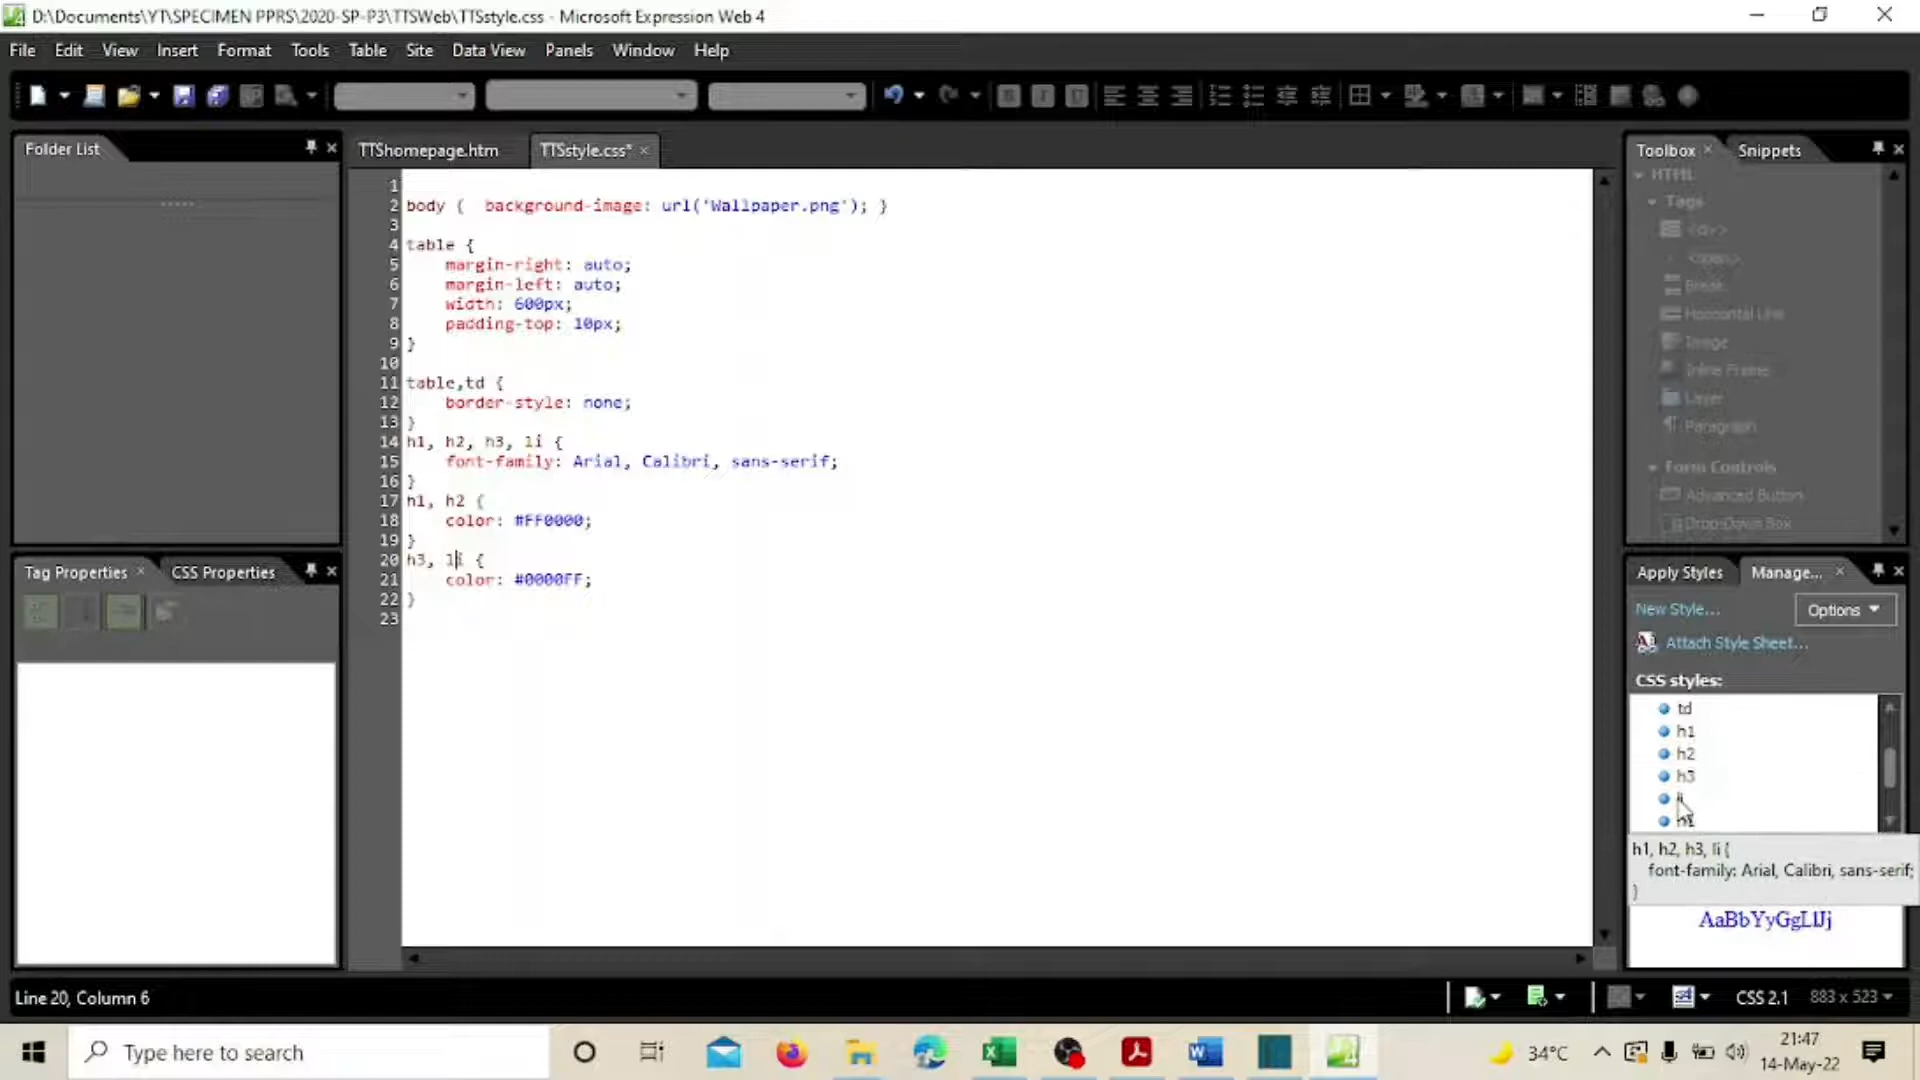 D:\Documents\YT\SPECIMEN PPRS\2020-SP-P3\TTSWeb\TTSstyle.css - Microsoft Expression Web 4
File Edit View Insert Format Tools Table Site Data View Panels Window Help
Folder List
TTShomepage.htm TTSstyle.css*
Toolbox Snippets
1
2 body { background-image: url('Wallpaper.png'); }
3
4 table {
5 margin-right: auto;
6 margin-left: auto;
7 width: 600px;
8 padding-top: 10px;
9 }
10
11 table,td {
12 border-style: none;
13 }
14 h1, h2, h3, li {
15 font-family: Arial, Calibri, sans-serif;
16 }
17 h1, h2 {
18 color: #FF0000;
19 }
20 h3, li {
21 color: #0000FF;
22 }
23
HTML
Tags
<div>
<span>
Break
Horizontal Line
Image
Inline Frame
Layer
Paragraph
Form Controls
Advanced Button
Drop-Down Box
Tag Properties CSS Properties
Apply Styles Manage...
New Style... Options
Attach Style Sheet...
CSS styles:
td
h1
h2
h3
li
h1, h2, h3, li {
font-family: Arial, Calibri, sans-serif;
}
AaBbYyGgLlJj
Line 20, Column 6
CSS 2.1 883 x 523
Type here to search
34°C
21:47
14-May-22